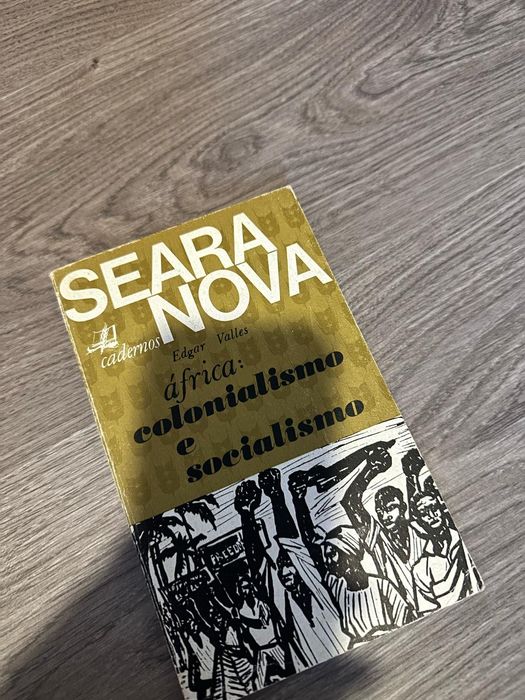 SEARA
NOVA
cadernos
Edgar Valles
áfrica:
colonialismo
e
socialismo